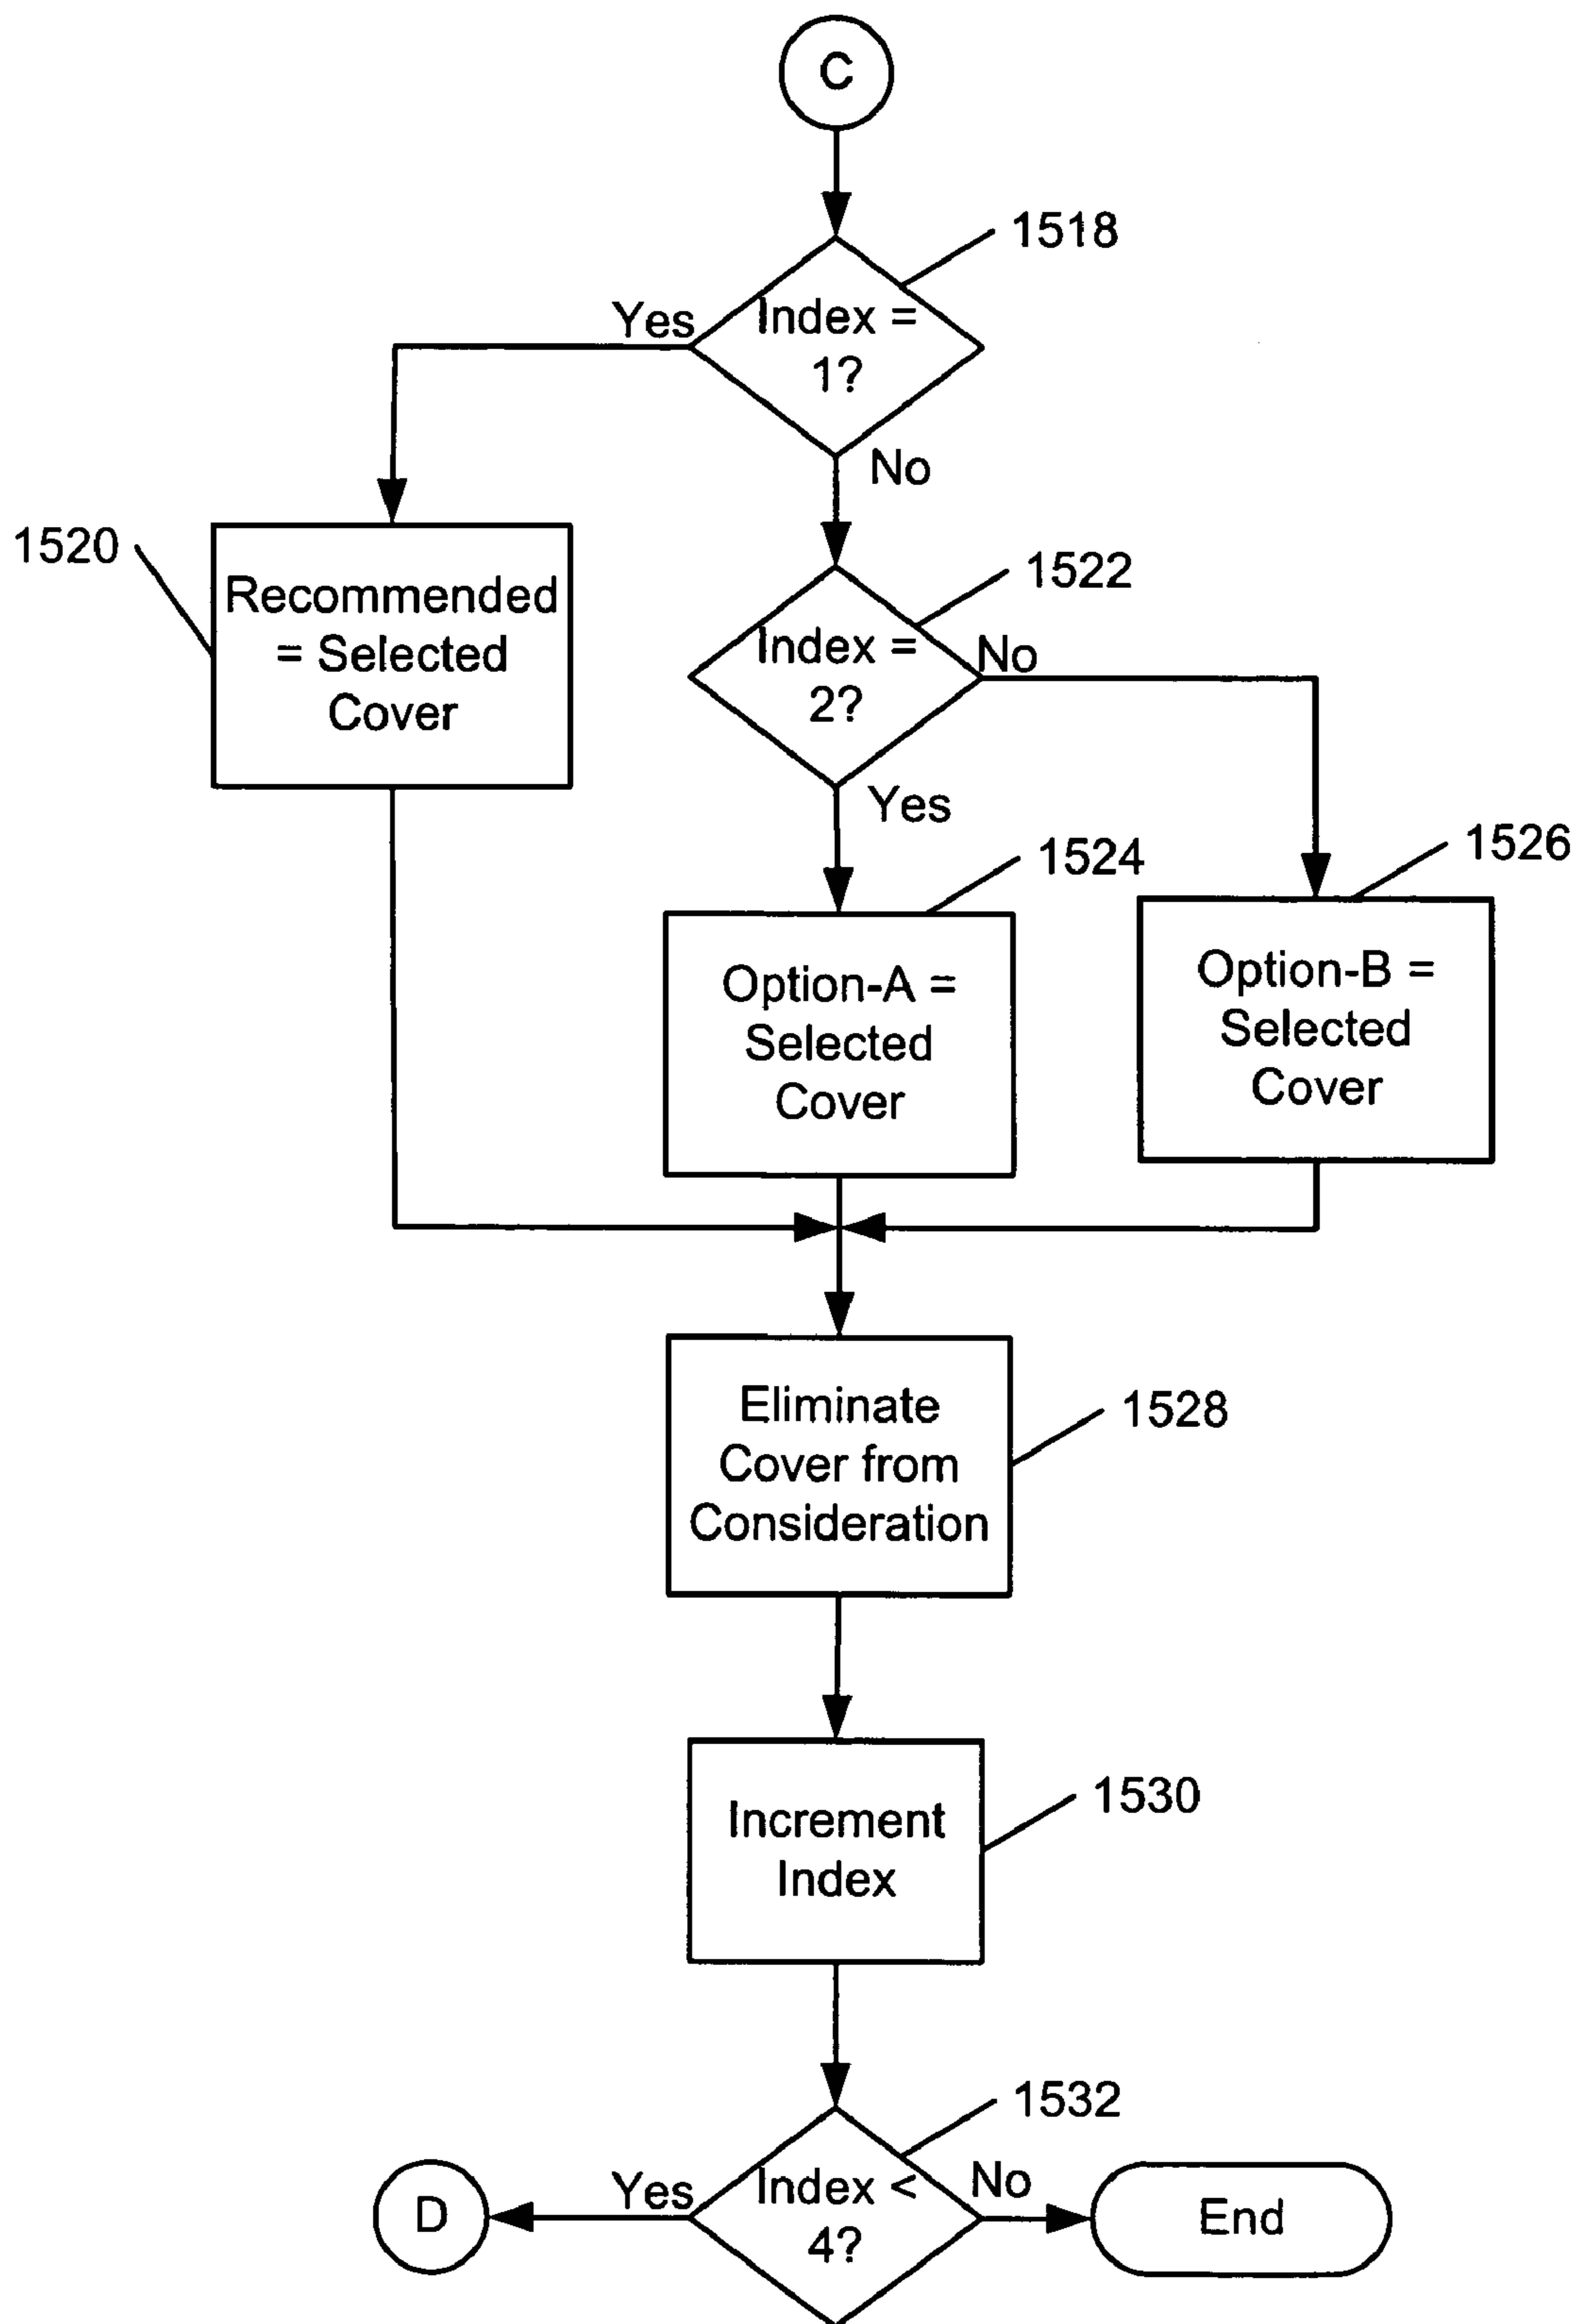 C
1518
Index =
1?
Yes
No
1520
Recommended
= Selected
Cover
1522
Index =
2?
No
Yes
1524
Option-A =
Selected
Cover
1526
Option-B =
Selected
Cover
Eliminate
Cover from
Consideration
1528
Increment
Index
1530
1532
Index <
4?
Yes
No
D
End